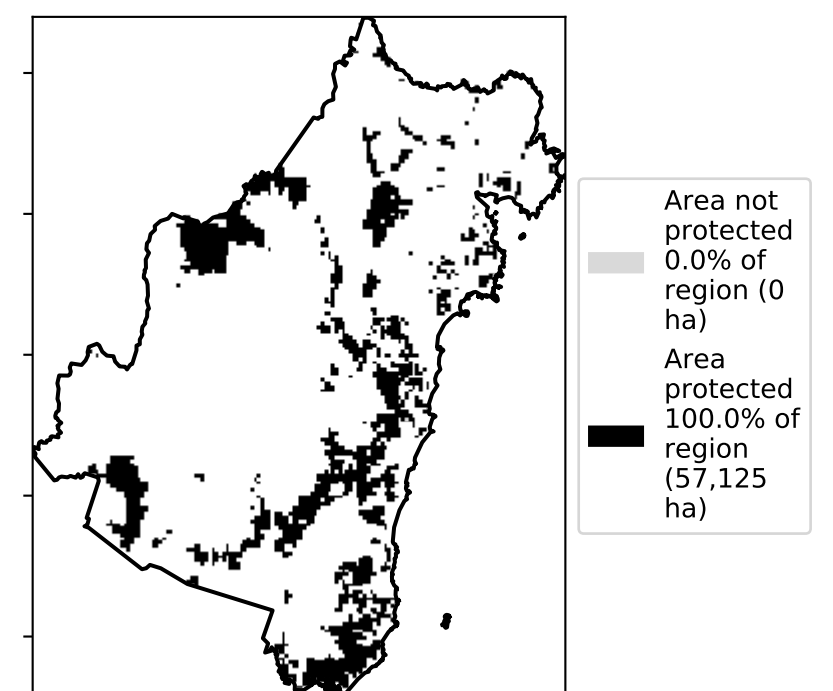 Area not
protected
0.0% of
region (0
ha)
Area
protected
100.0% of
region
(57,125
ha)